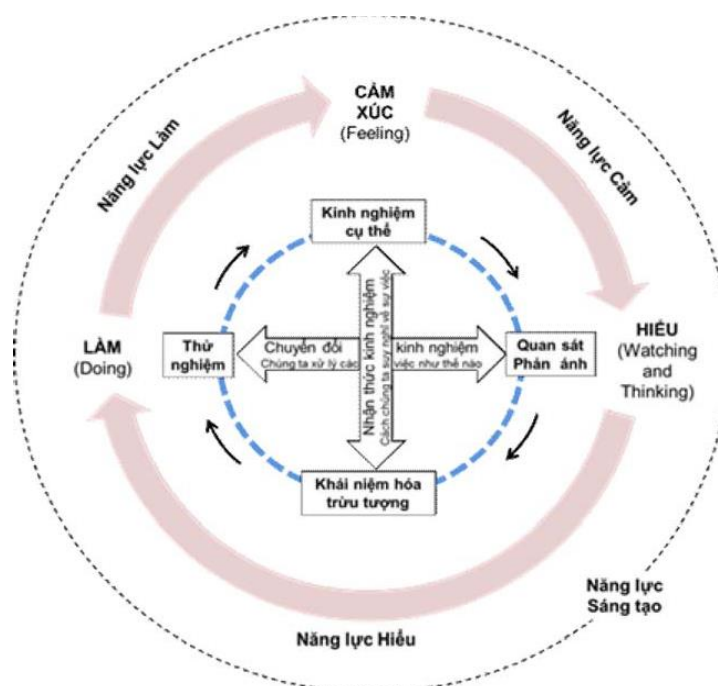 CẢM
XÚC
(Feeling)
Năng lực Làm
Năng lực Cảm
Kinh nghiệm
cụ thể
LÀM
(Doing)
Thử
nghiệm
Chuyển đổi
Chúng ta xử lý các
Nhận thức kinh nghiệm
Cách chúng ta suy nghĩ về sự việc
kinh nghiệm
việc như thế nào
Quan sát
Phản ánh
HIỂU
(Watching
and
Thinking)
Khái niệm hóa
trừu tượng
Năng lực
Sáng tạo
Năng lực Hiểu